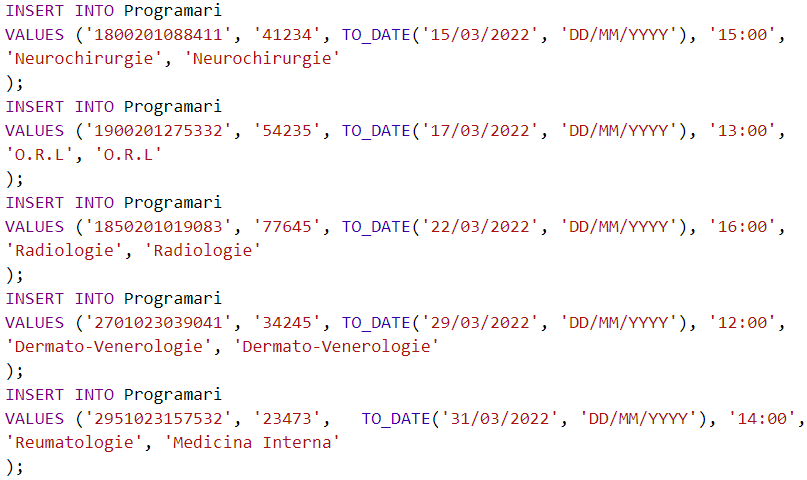 INSERT INTO Programari
VALUES ('1800201088411', '41234', TO_DATE('15/03/2022', 'DD/MM/YYYY'), '15:00',
'Neurochirurgie', 'Neurochirurgie'
);
INSERT INTO Programari
VALUES ('1900201275332', '54235', TO_DATE('17/03/2022', 'DD/MM/YYYY'), '13:00',
'O.R.L', 'O.R.L'
);
INSERT INTO Programari
VALUES ('1850201019083', '77645', TO_DATE('22/03/2022', 'DD/MM/YYYY'), '16:00',
'Radiologie', 'Radiologie'
);
INSERT INTO Programari
VALUES ('2701023039041', '34245', TO_DATE('29/03/2022', 'DD/MM/YYYY'), '12:00',
'Dermato-Venerologie', 'Dermato-Venerologie'
);
INSERT INTO Programari
VALUES ('2951023157532', '23473',   TO_DATE('31/03/2022', 'DD/MM/YYYY'), '14:00',
'Reumatologie', 'Medicina Interna'
);